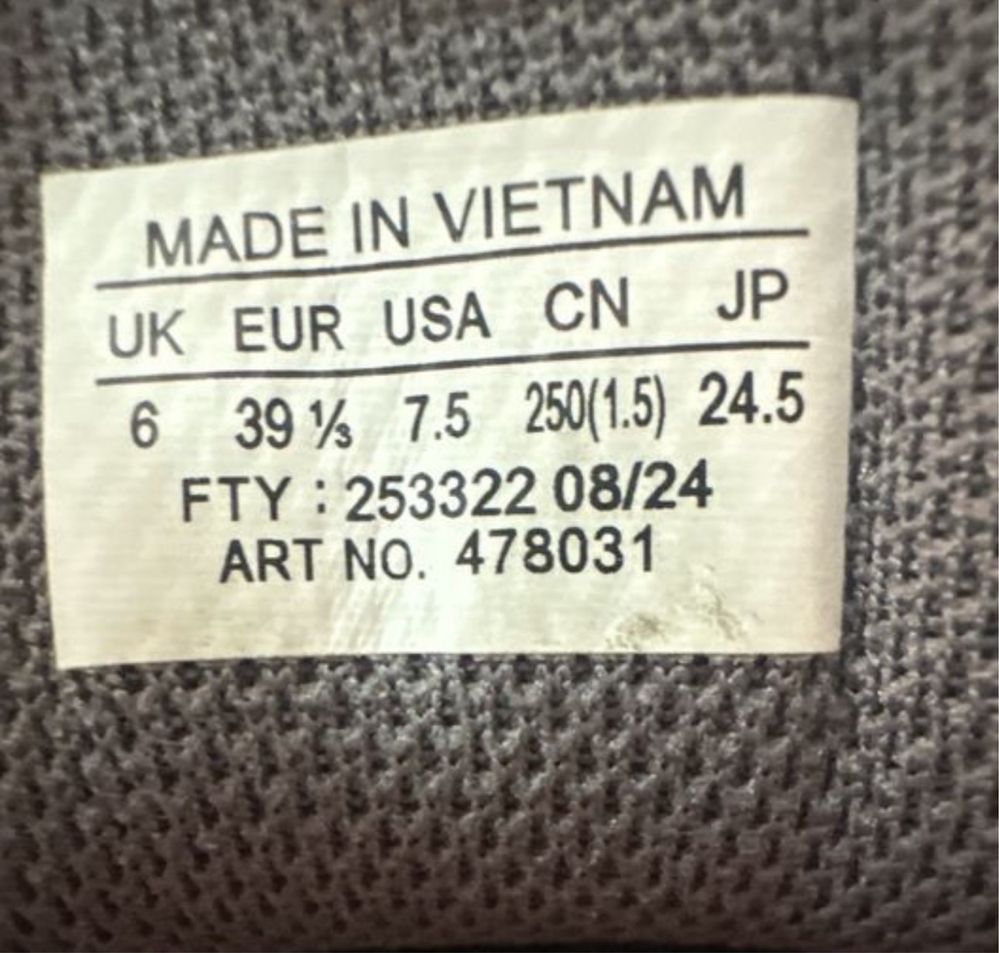 MADE IN VIETNAM
UK EUR USA CN JP
6 39 ⅓ 7.5 250(1.5) 24.5
FTY : 253322 08/24
ART NO. 478031